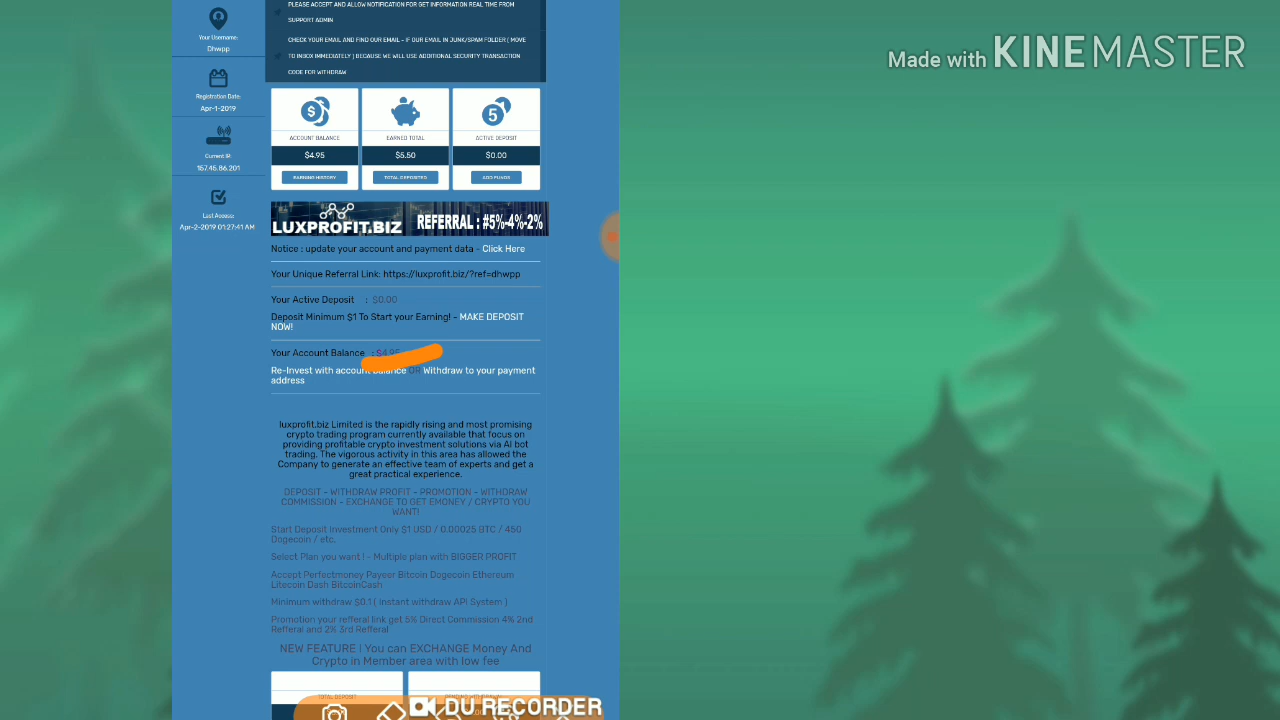 PLEASE ACCEPT AND ALLOW NOTIFICATION FOR GET INFORMATION REAL TIME FROM
SUPPORT ADMIN
CHECK YOUR EMAIL AND FIND OUR EMAIL - IF OUR EMAIL IN JUNK/SPAM FOLDER ( MOVE
TO INBOX IMMEDIATELY ) BECAUSE WE WILL USE ADDITIONAL SECURITY TRANSACTION
CODE FOR WITHDRAW
Your Username:
Dhwpp
Registration Date:
Apr-1-2019
Current IP:
157.45.86.201
Last Access:
Apr-2-2019 01:27:41 AM
Made with KINEMASTER
ACCOUNT BALANCE
$4.95
EARNING HISTORY
EARNED TOTAL
$5.50
TOTAL DEPOSITED
5
ACTIVE DEPOSIT
$0.00
ADD FUNDS
LUXPROFIT.BIZ REFERRAL : #5%-4%-2%
Notice : update your account and payment data - Click Here
Your Unique Referral Link: https://luxprofit.biz/?ref=dhwpp
Your Active Deposit : $0.00
Deposit Minimum $1 To Start your Earning! - MAKE DEPOSIT
NOW!
Your Account Balance : $4.95
Re-Invest with account balance OR Withdraw to your payment
address
luxprofit.biz Limited is the rapidly rising and most promising
crypto trading program currently available that focus on
providing profitable crypto investment solutions via AI bot
trading. The vigorous activity in this area has allowed the
Company to generate an effective team of experts and get a
great practical experience.
DEPOSIT - WITHDRAW PROFIT - PROMOTION - WITHDRAW
COMMISSION - EXCHANGE TO GET EMONEY / CRYPTO YOU
WANT!
Start Deposit Investment Only $1 USD / 0.00025 BTC / 450
Dogecoin / etc.
Select Plan you want ! - Multiple plan with BIGGER PROFIT
Accept Perfectmoney Payeer Bitcoin Dogecoin Ethereum
Litecoin Dash BitcoinCash
Minimum withdraw $0.1 ( Instant withdraw API System )
Promotion your refferal link get 5% Direct Commission 4% 2nd
Refferal and 2% 3rd Refferal
NEW FEATURE ! You can EXCHANGE Money And
Crypto in Member area with low fee
TOTAL DEPOSIT
PENDING WITHDRAWAL
DU RECORDER